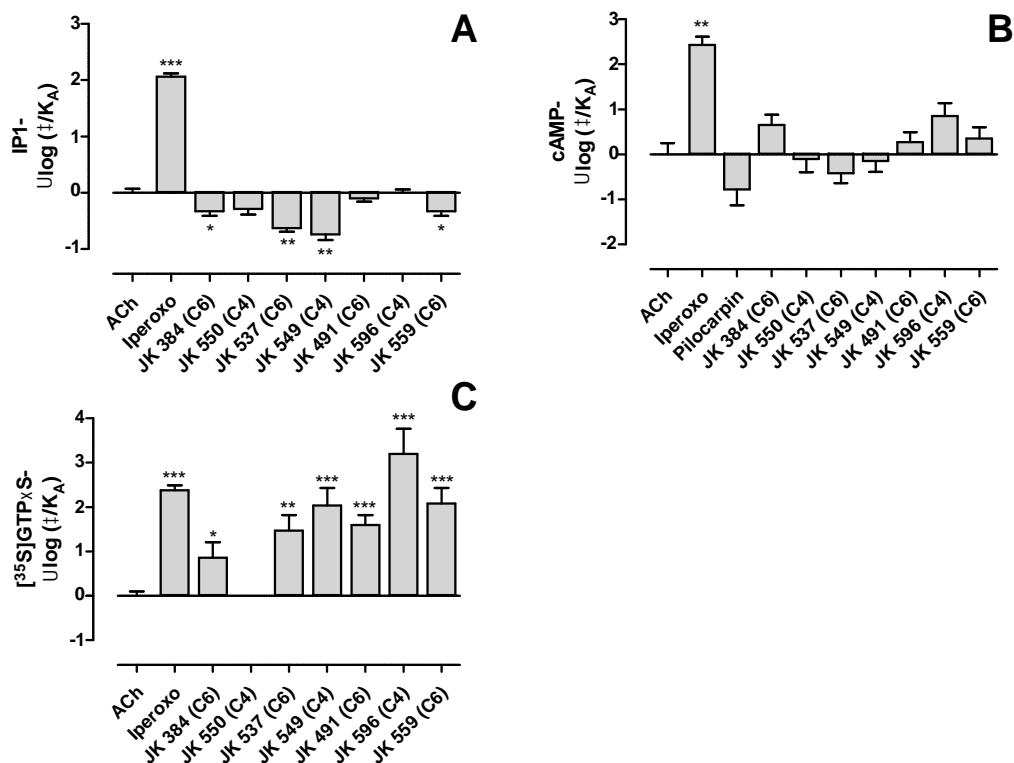 A
IP1-
Ulog (‡/KA)
3
2
1
0
-1
***
*
**
**
*
ACh
Iperoxo
JK 384 (C6)
JK 550 (C4)
JK 537 (C6)
JK 549 (C4)
JK 491 (C6)
JK 596 (C4)
JK 559 (C6)
B
cAMP-
Ulog (‡/KA)
3
2
1
0
-1
-2
**
ACh
Iperoxo
Pilocarpin
JK 384 (C6)
JK 550 (C4)
JK 537 (C6)
JK 549 (C4)
JK 491 (C6)
JK 596 (C4)
JK 559 (C6)
C
[35S]GTPχS-
Ulog (‡/KA)
4
3
2
1
0
-1
***
*
**
***
***
***
***
ACh
Iperoxo
JK 384 (C6)
JK 550 (C4)
JK 537 (C6)
JK 549 (C4)
JK 491 (C6)
JK 596 (C4)
JK 559 (C6)